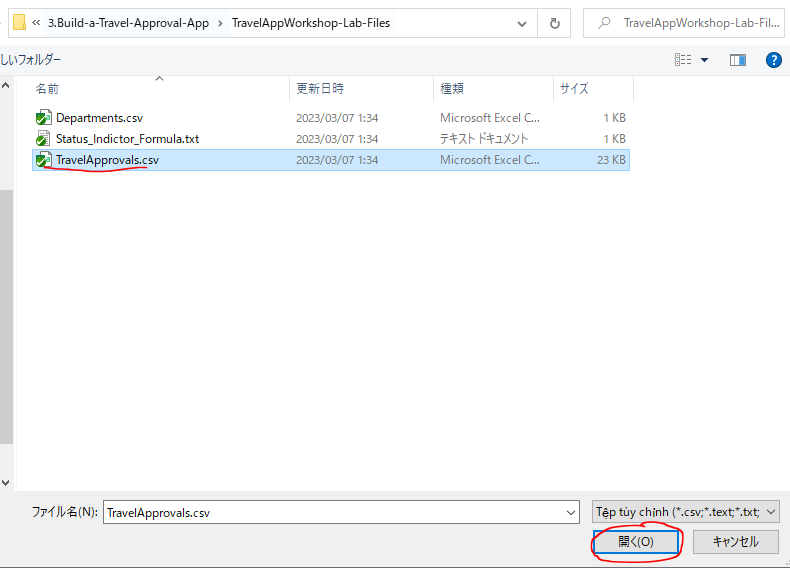 « 3.Build-a-Travel-Approval-App › TravelAppWorkshop-Lab-Files TravelAppWorkshop-Lab-Fil...
しいフォルダー
名前 更新日時 種類 サイズ
Departments.csv 2023/03/07 1:34 Microsoft Excel C... 1 KB
Status_Indictor_Formula.txt 2023/03/07 1:34 テキスト ドキュメント 1 KB
TravelApprovals.csv 2023/03/07 1:34 Microsoft Excel C... 23 KB
ファイル名(N): TravelApprovals.csv Tệp tùy chỉnh (*.csv;*.text;*.txt;
開く(O) キャンセル